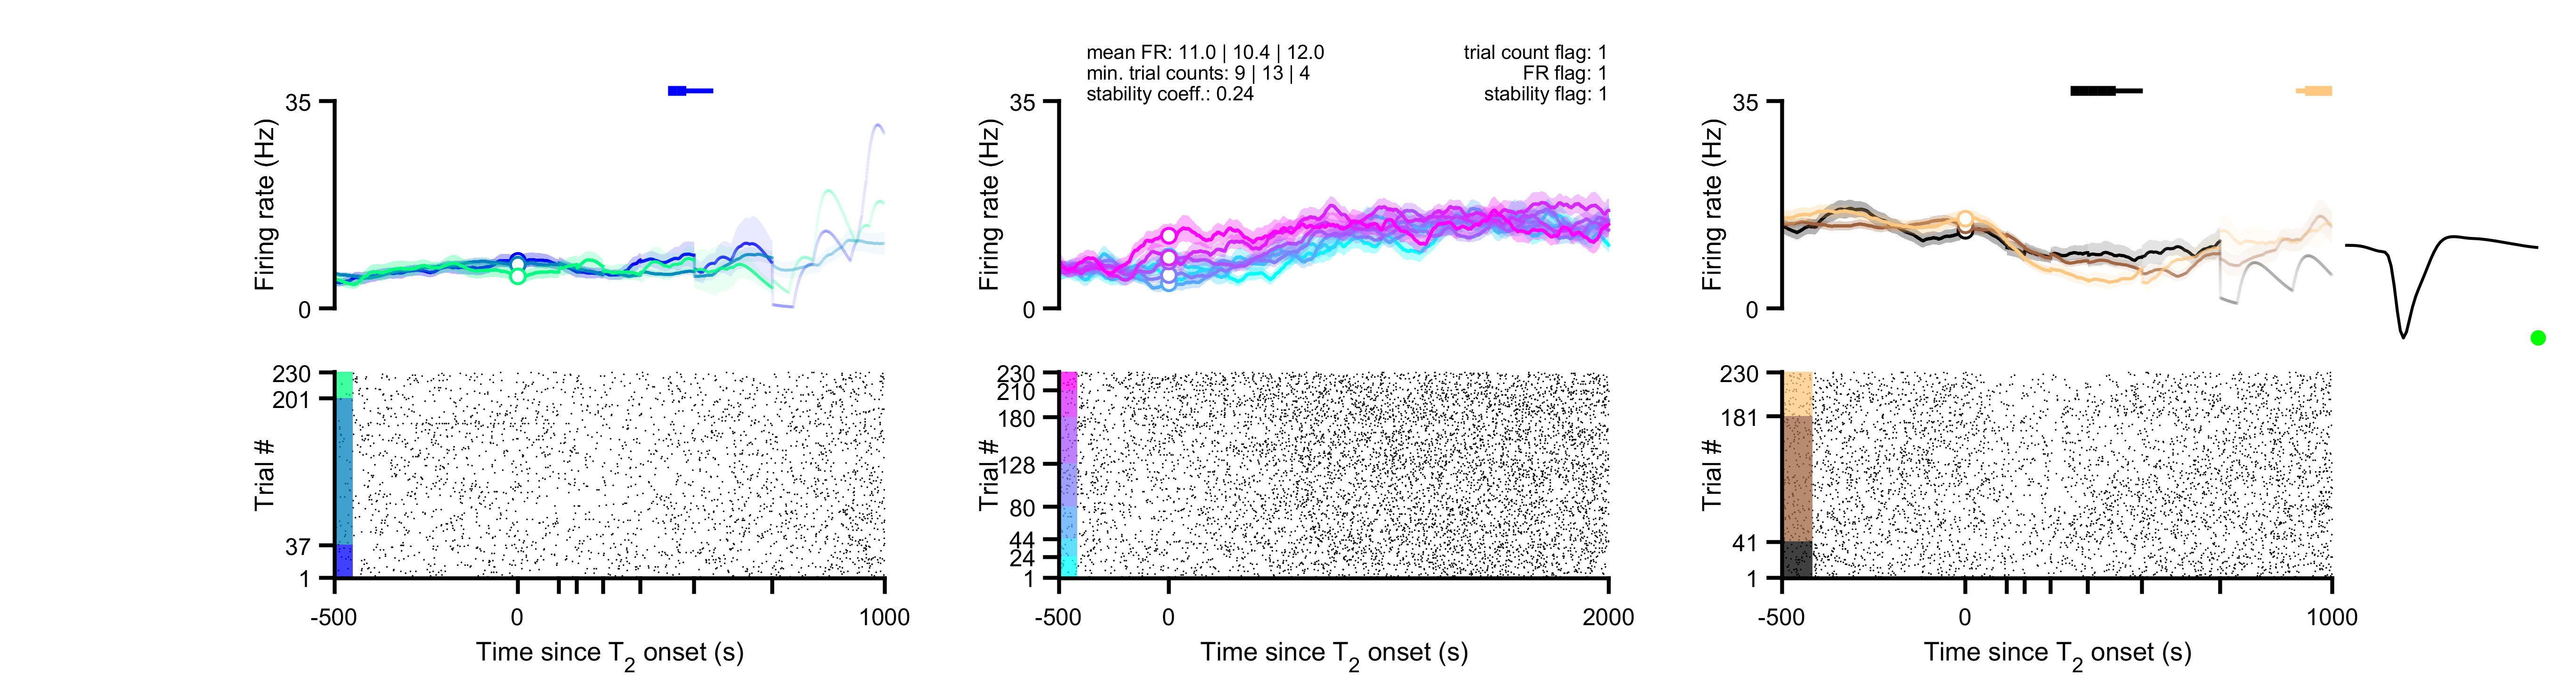 mean FR: 11.0 | 10.4 | 12.0
min. trial counts: 9 | 13 | 4
stability coeff.: 0.24
trial count flag: 1
FR flag: 1
stability flag: 1
35
Firing rate (Hz)
0
230
201
Trial #
37
1
-500
0
1000
Time since T2 onset (s)
35
Firing rate (Hz)
0
230
210
180
Trial #
128
80
44
24
1
-500
0
2000
Time since T2 onset (s)
35
Firing rate (Hz)
0
230
181
Trial #
41
1
-500
0
1000
Time since T2 onset (s)